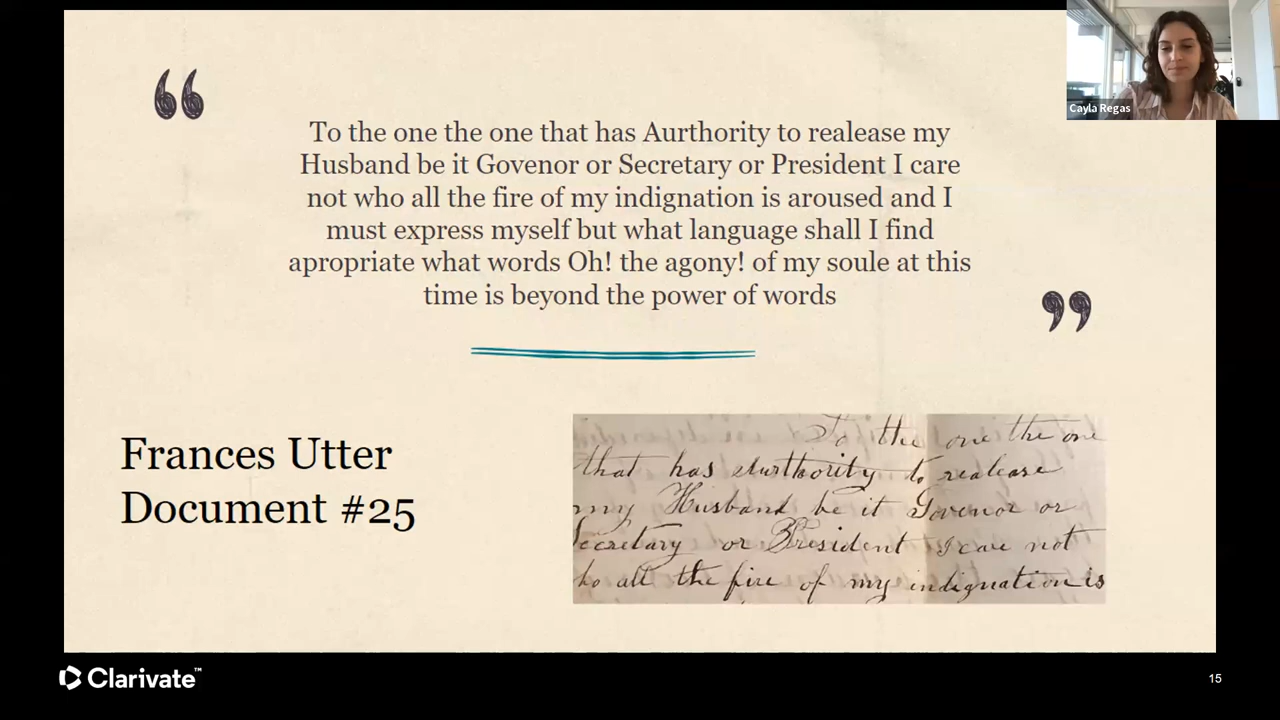 To the one the one that has Aurthority to realease my
Husband be it Govenor or Secretary or President I care
not who all the fire of my indignation is aroused and I
must express myself but what language shall I find
apropriate what words Oh! the agony! of my soule at this
time is beyond the power of words
Frances Utter
Document #25
To the one the one
that has Aurthority to realease
my Husband be it Govenor or
Secretary or President I care not
who all the fire of my indignation is
Cayla Regas
Clarivate™
15